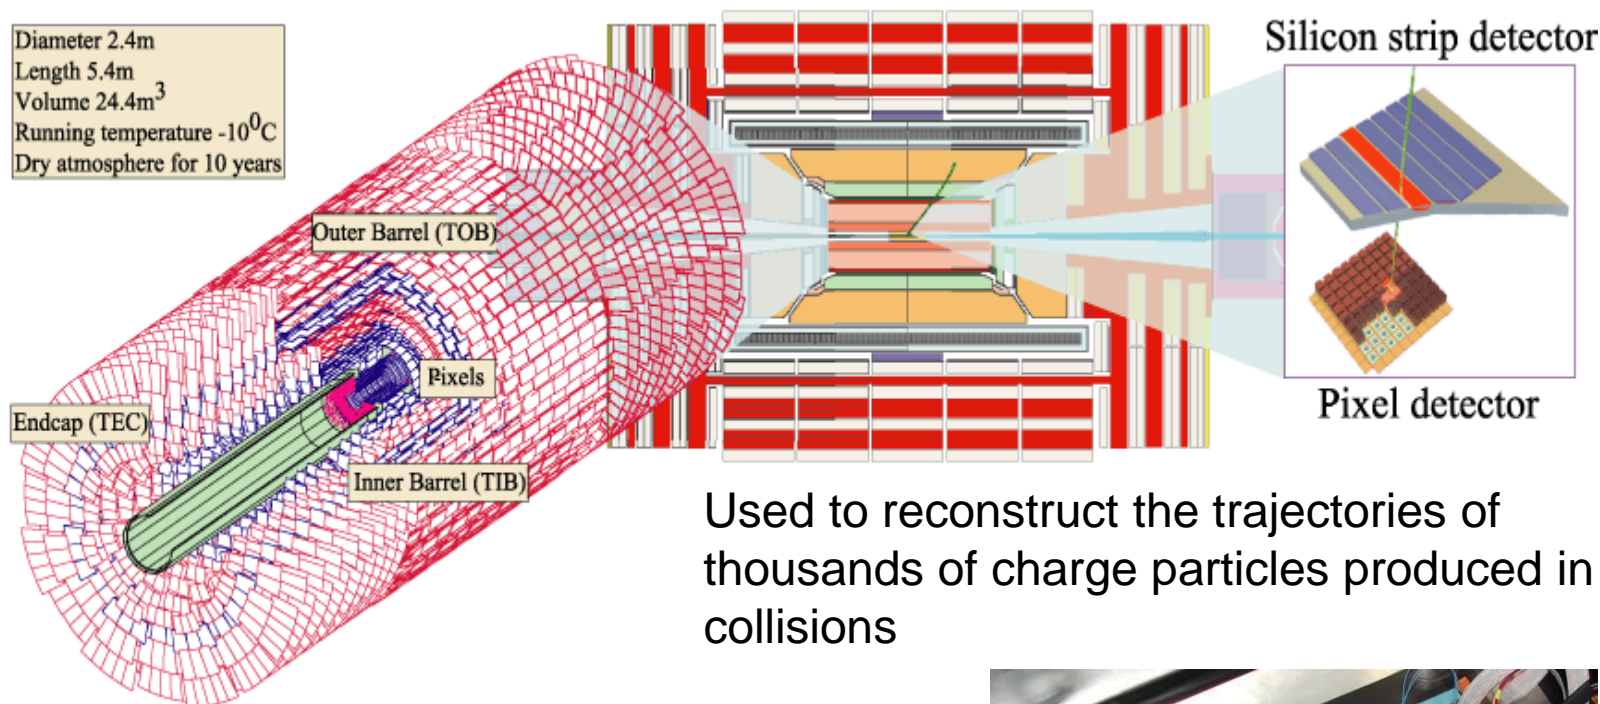 Diameter 2.4m
Length 5.4m
Volume 24.4m³
Running temperature -10⁰C
Dry atmosphere for 10 years
Silicon strip detector
Outer Barrel (TOB)
Pixels
Endcap (TEC)
Inner Barrel (TIB)
Pixel detector
Used to reconstruct the trajectories of
thousands of charge particles produced in
collisions